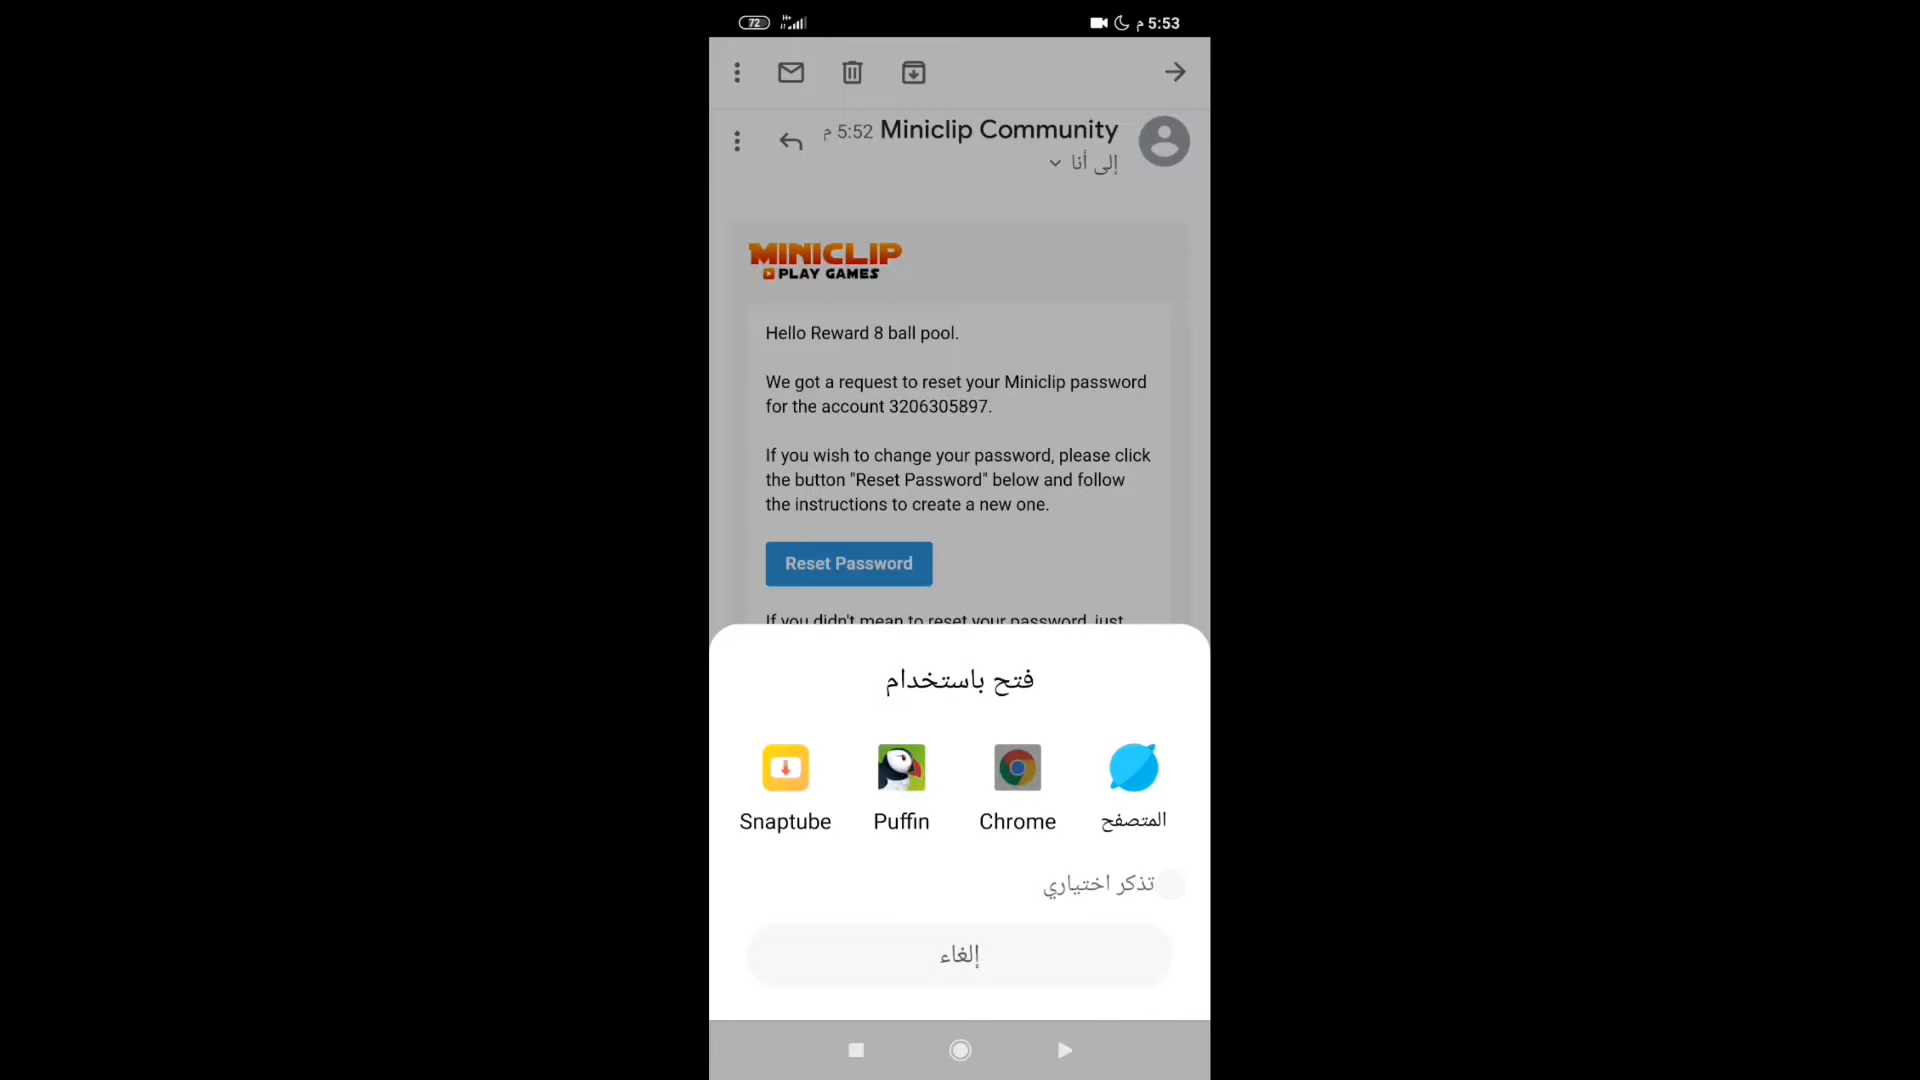 72 H+ م 5:53
Miniclip Community م 5:52
إلى أنا
MINICLIP
PLAY GAMES
Hello Reward 8 ball pool.
We got a request to reset your Miniclip password
for the account 3206305897.
If you wish to change your password, please click
the button "Reset Password" below and follow
the instructions to create a new one.
Reset Password
If you didn't mean to reset your password, just
فتح باستخدام
Snaptube Puffin Chrome المتصفح
تذكر اختياري
إلغاء